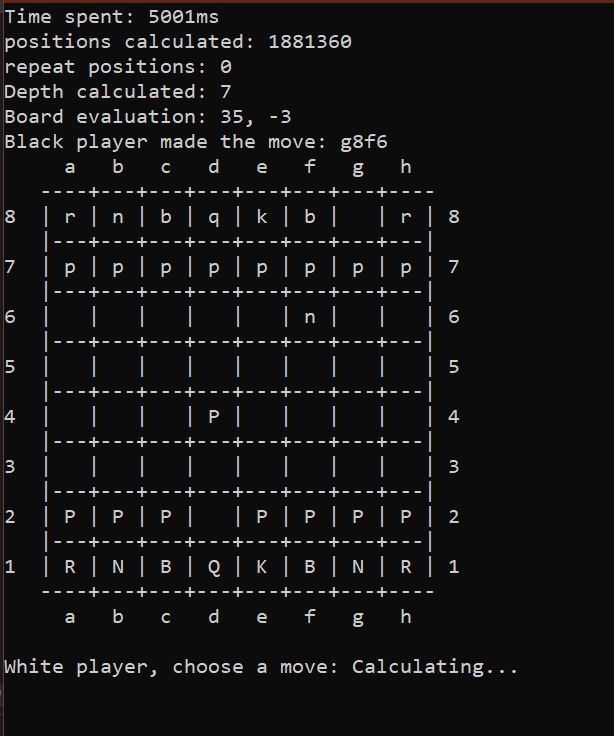 Time spent: 5001ms
positions calculated: 1881360
repeat positions: 0
Depth calculated: 7
Board evaluation: 35, -3
Black player made the move: g8f6
     a   b   c   d   e   f   g   h
   ----+---+---+---+---+---+---+----
8  | r | n | b | q | k | b |   | r | 8
   |---+---+---+---+---+---+---+---|
7  | p | p | p | p | p | p | p | p | 7
   |---+---+---+---+---+---+---+---|
6  |   |   |   |   |   | n |   |   | 6
   |---+---+---+---+---+---+---+---|
5  |   |   |   |   |   |   |   |   | 5
   |---+---+---+---+---+---+---+---|
4  |   |   |   | P |   |   |   |   | 4
   |---+---+---+---+---+---+---+---|
3  |   |   |   |   |   |   |   |   | 3
   |---+---+---+---+---+---+---+---|
2  | P | P | P |   | P | P | P | P | 2
   |---+---+---+---+---+---+---+---|
1  | R | N | B | Q | K | B | N | R | 1
   ----+---+---+---+---+---+---+----
     a   b   c   d   e   f   g   h
White player, choose a move: Calculating...